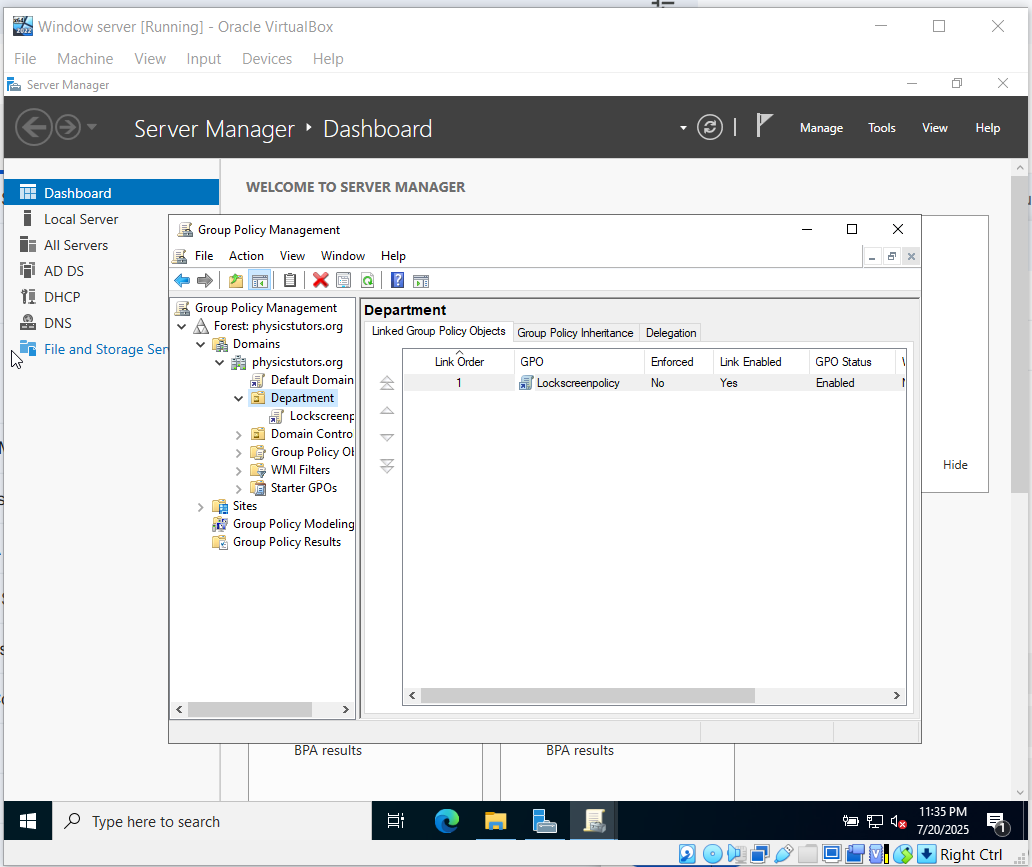 Window server [Running] - Oracle VirtualBox
File Machine View Input Devices Help
Server Manager
Server Manager Dashboard
Manage Tools View Help
Dashboard
Local Server
All Servers
AD DS
DHCP
DNS
File and Storage Ser
WELCOME TO SERVER MANAGER
Group Policy Management
File Action View Window Help
Group Policy Management
Forest: physicstutors.org
Domains
physicstutors.org
Default Domain
Department
Lockscreenp
Domain Contro
Group Policy Ob
WMI Filters
Starter GPOs
Sites
Group Policy Modeling
Group Policy Results
Department
Linked Group Policy Objects Group Policy Inheritance Delegation
Link Order GPO Enforced Link Enabled GPO Status
1 Lockscreenpolicy No Yes Enabled
Hide
BPA results BPA results
Type here to search
11:35 PM
7/20/2025
1
Right Ctrl